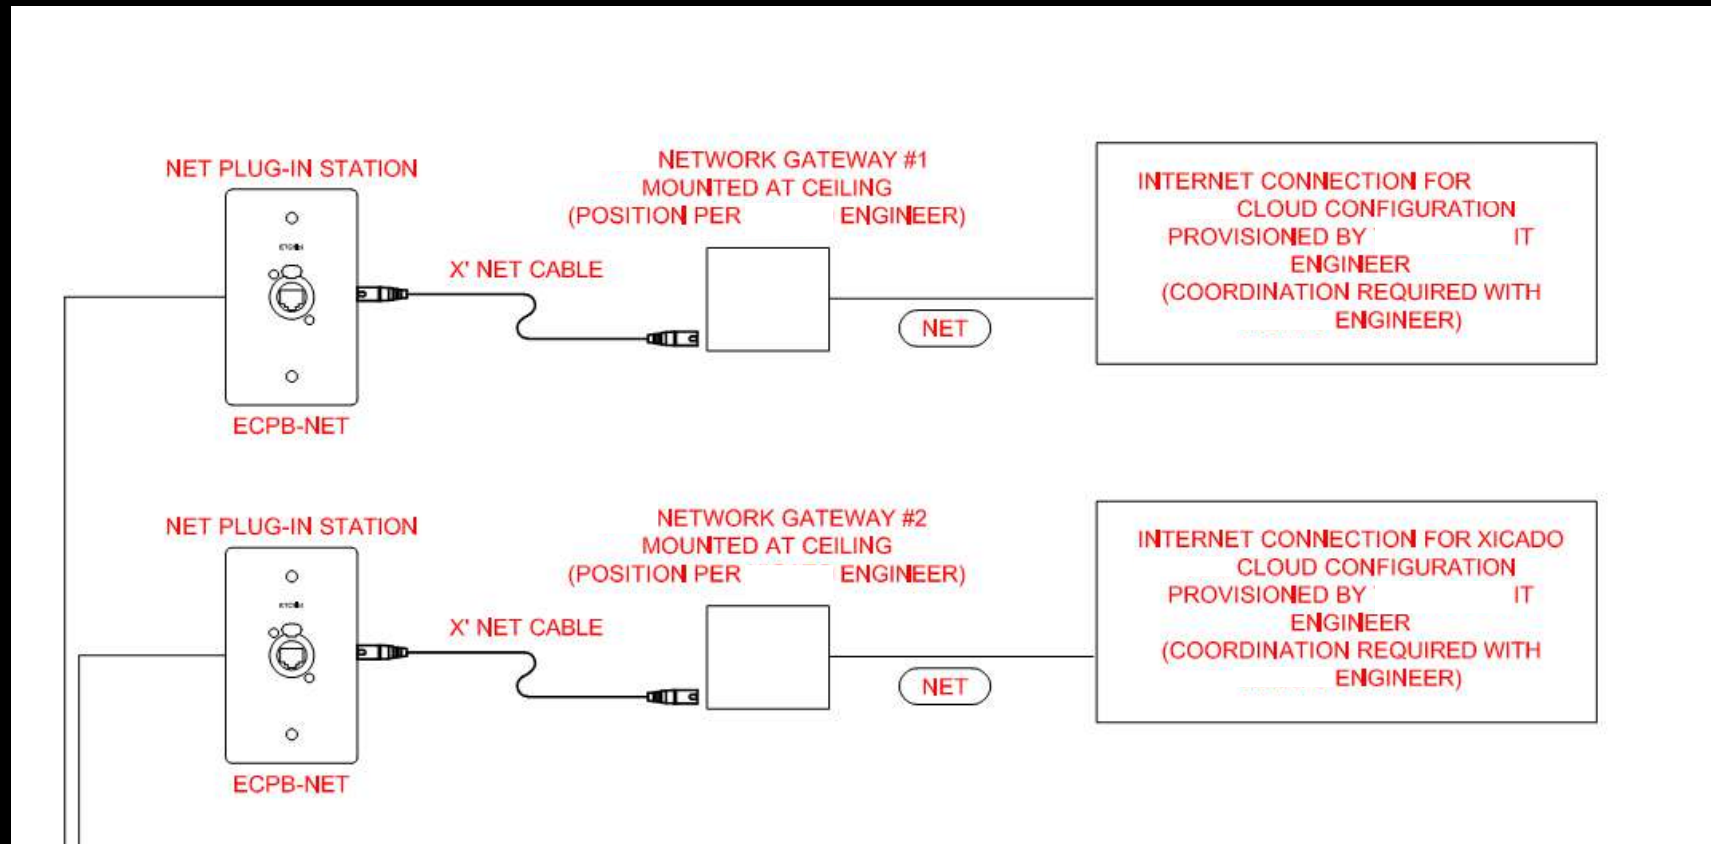 NET PLUG-IN STATION
ECPB-NET
X' NET CABLE
NETWORK GATEWAY #1
MOUNTED AT CEILING
(POSITION PER ENGINEER)
NET
INTERNET CONNECTION FOR
CLOUD CONFIGURATION
PROVISIONED BY IT
ENGINEER
(COORDINATION REQUIRED WITH
ENGINEER)
NET PLUG-IN STATION
ECPB-NET
X' NET CABLE
NETWORK GATEWAY #2
MOUNTED AT CEILING
(POSITION PER ENGINEER)
NET
INTERNET CONNECTION FOR XICADO
CLOUD CONFIGURATION
PROVISIONED BY IT
ENGINEER
(COORDINATION REQUIRED WITH
ENGINEER)